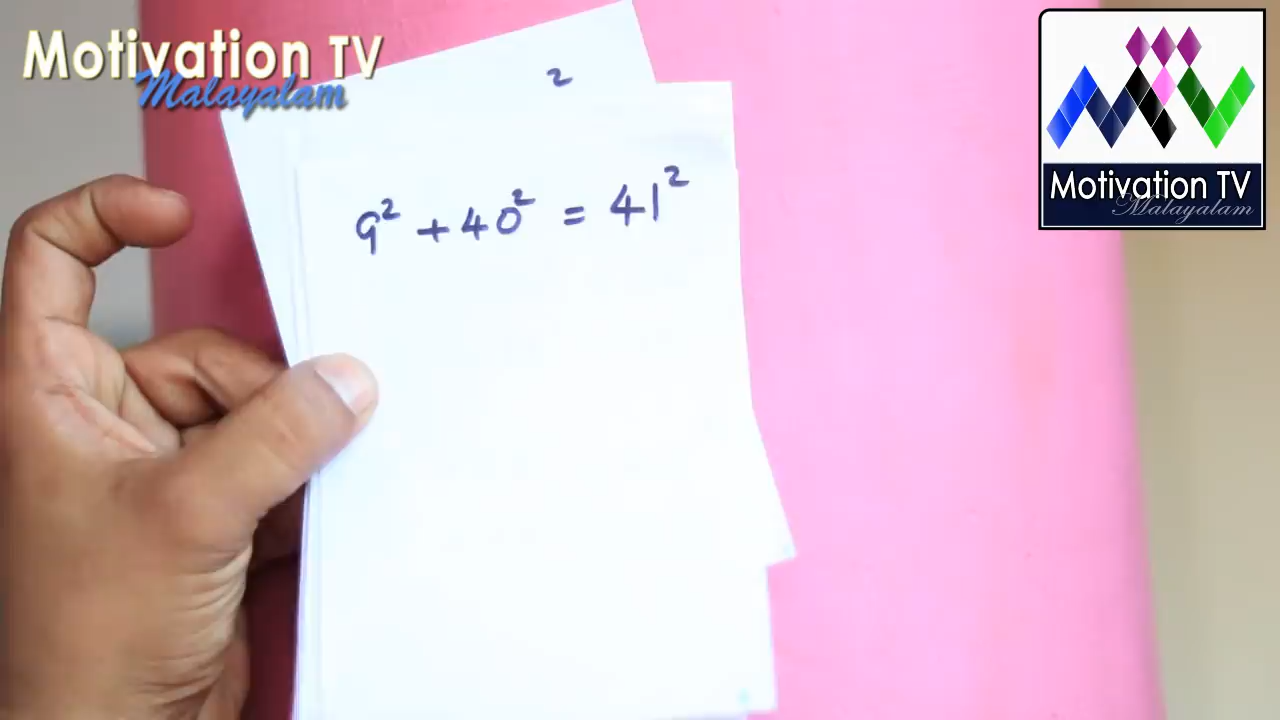 Motivation TV
Malayalam
2
9² + 40² = 41²
Motivation TV
Malayalam